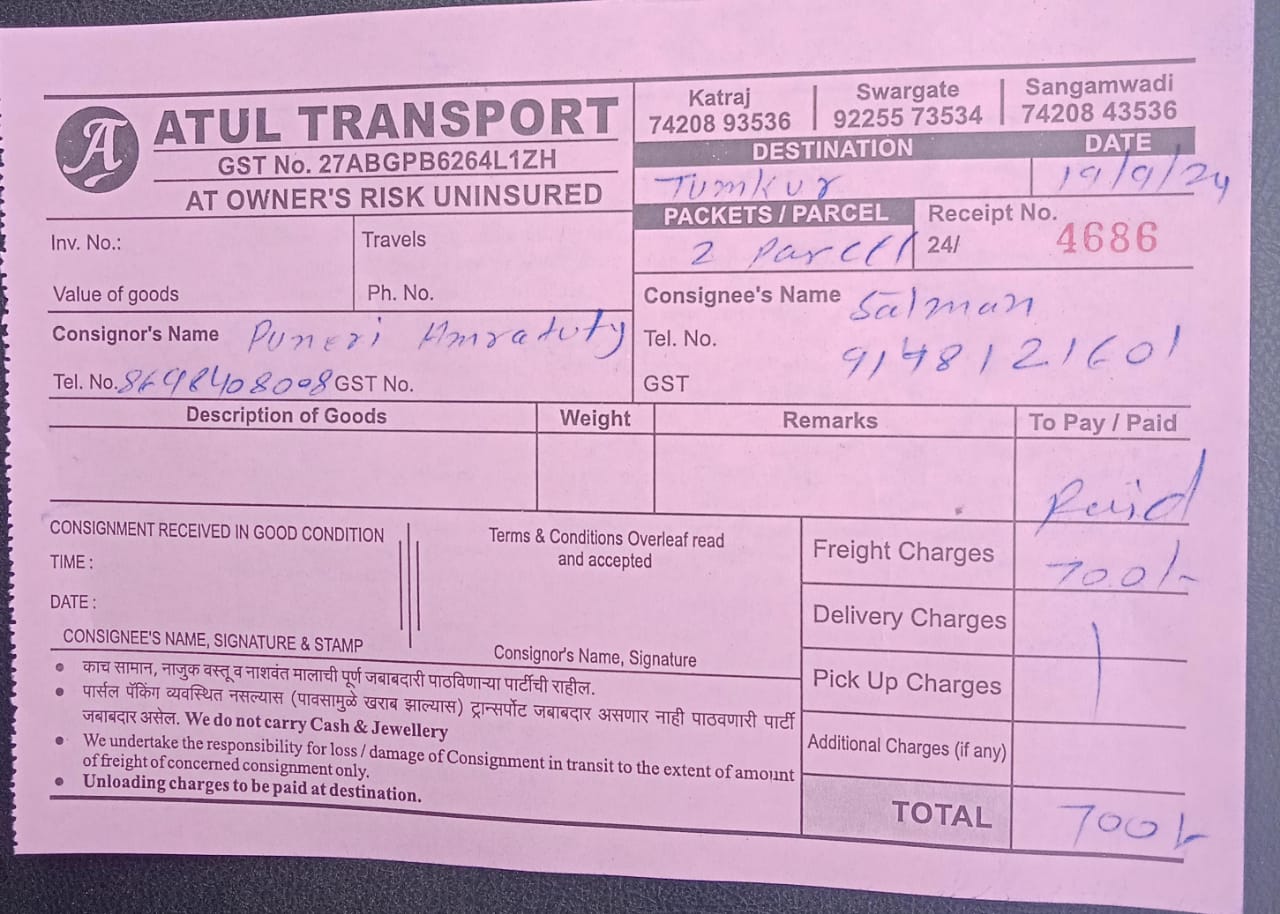 A
ATUL TRANSPORT
GST No. 27ABGPB6264L1ZH
AT OWNER'S RISK UNINSURED
Katraj
74208 93536
Swargate
92255 73534
Sangamwadi
74208 43536
DESTINATION
DATE
Tumkur
19/9/24
PACKETS / PARCEL
Receipt No.
2 Parcel
24/
4686
Inv. No.:
Travels
Value of goods
Ph. No.
Consignee's Name Salman
Tel. No. 9148121601
GST
Consignor's Name Puneri Amratuty
Tel. No. 8698408008 GST No.
Description of Goods
Weight
Remarks
To Pay / Paid
Paid
CONSIGNMENT RECEIVED IN GOOD CONDITION
TIME :
DATE :
CONSIGNEE'S NAME, SIGNATURE & STAMP
Terms & Conditions Overleaf read
and accepted
Consignor's Name, Signature
Freight Charges 700/-
Delivery Charges
Pick Up Charges
Additional Charges (if any)
TOTAL 700/-
• काच सामान, नाजुक वस्तू व नाशवंत मालाची पूर्ण जबाबदारी पाठविणाऱ्या पार्टीची राहील.
• पार्सल पॅकिंग व्यवस्थित नसल्यास (पावसामुळे खराब झाल्यास) ट्रान्सर्पोट जबाबदार असणार नाही पाठवणारी पार्टी
जबाबदार असेल. We do not carry Cash & Jewellery
• We undertake the responsibility for loss / damage of Consignment in transit to the extent of amount
of freight of concerned consignment only.
• Unloading charges to be paid at destination.